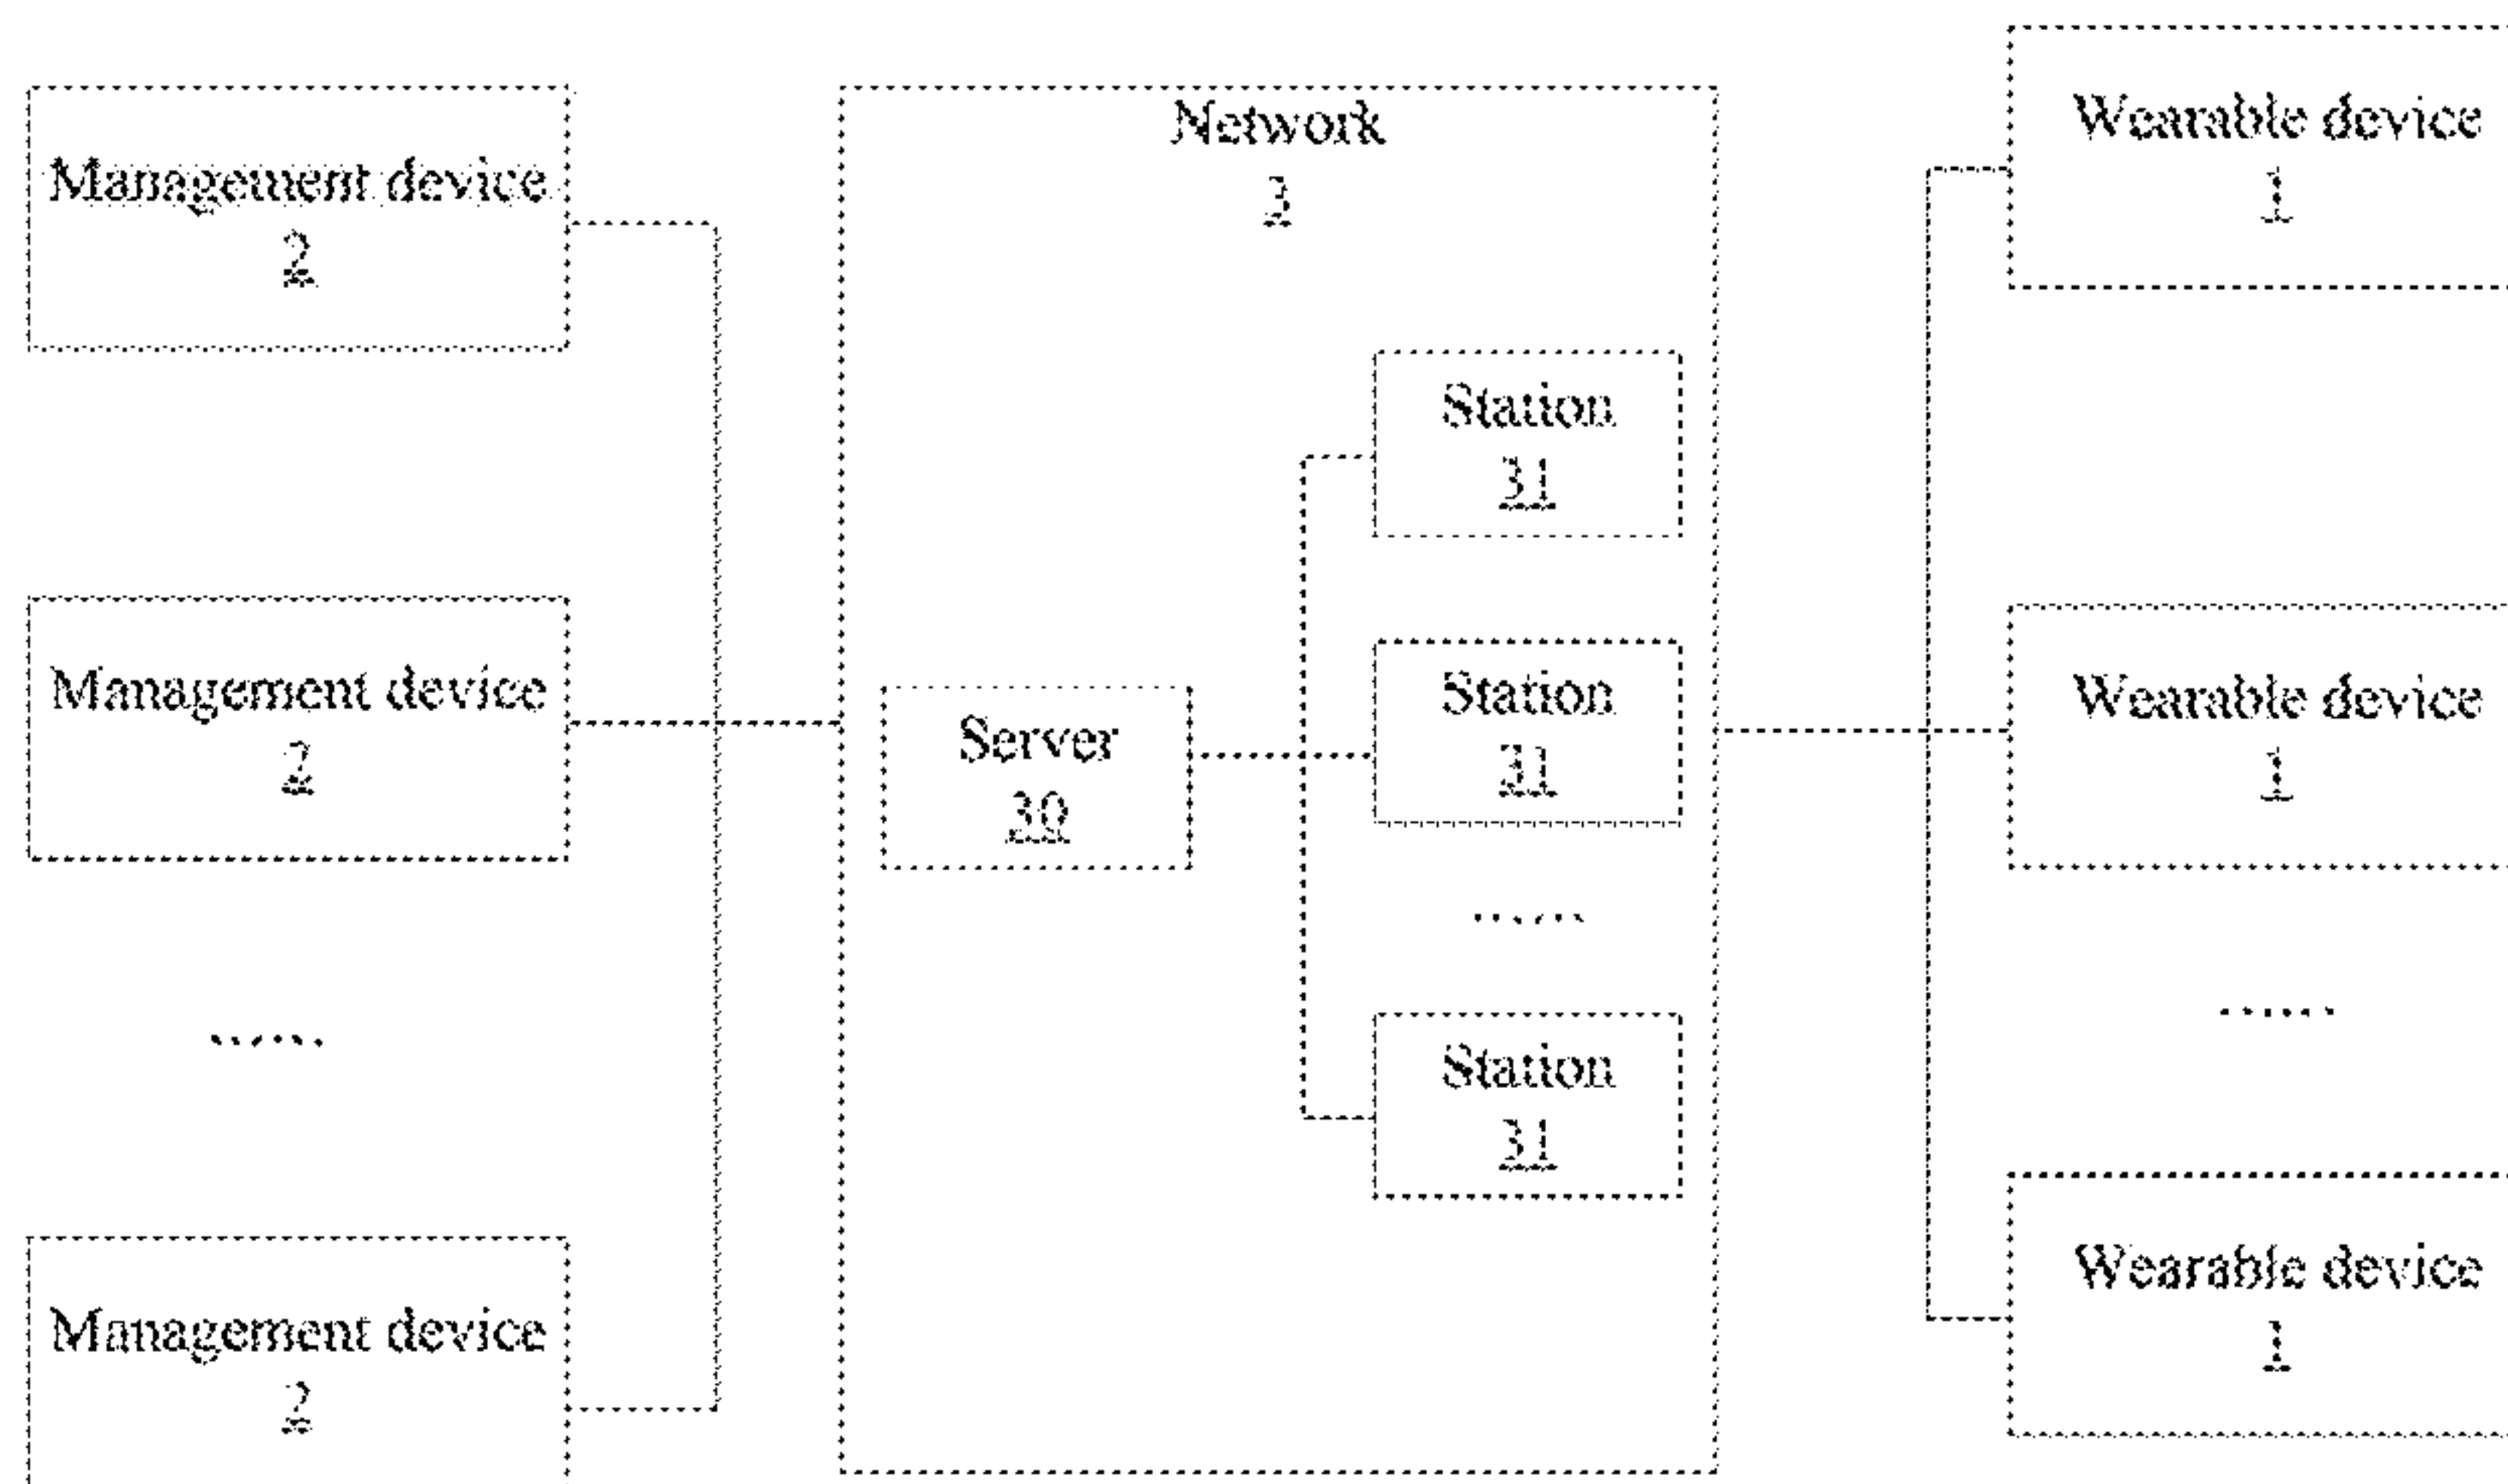 Management device
2
Management device
2
......
Management device
2
Network
3
Server
30
Station
31
Station
31
......
Station
31
Wearable device
1
Wearable device
1
......
Wearable device
1